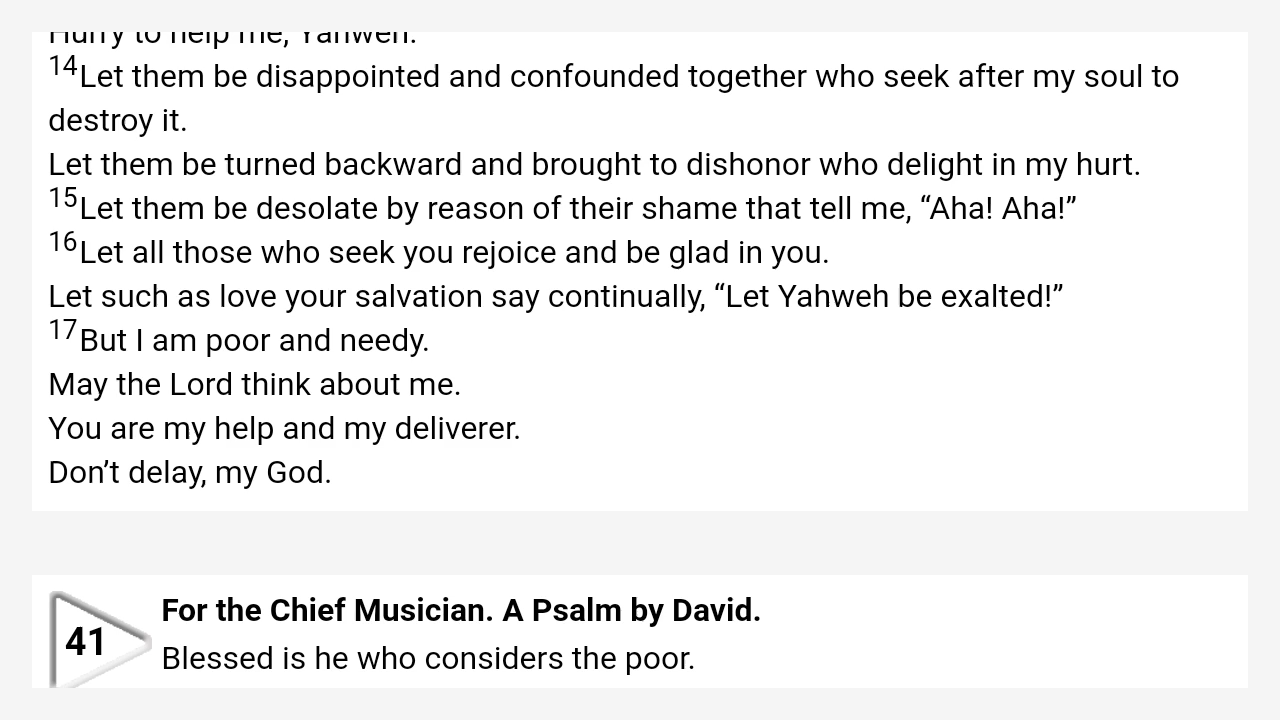 Hurry to help me, Yahweh.
14Let them be disappointed and confounded together who seek after my soul to
destroy it.
Let them be turned backward and brought to dishonor who delight in my hurt.
15Let them be desolate by reason of their shame that tell me, “Aha! Aha!”
16Let all those who seek you rejoice and be glad in you.
Let such as love your salvation say continually, “Let Yahweh be exalted!”
17But I am poor and needy.
May the Lord think about me.
You are my help and my deliverer.
Don’t delay, my God.
For the Chief Musician. A Psalm by David.
41
Blessed is he who considers the poor.